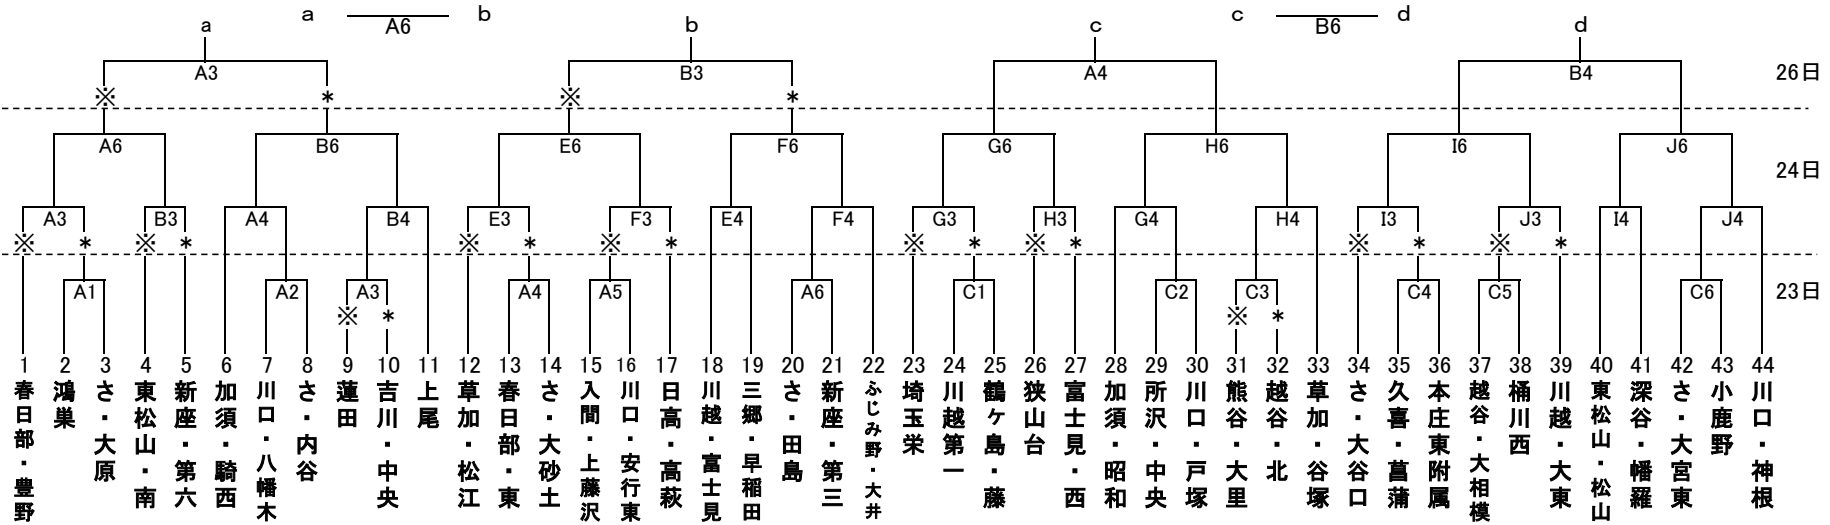 a A6 b
c B6 d
a b c d
A3 B3 A4 B4 26日
※ * ※ *
A6 B6 E6 F6 G6 H6 I6 J6 24日
A3 B3 A4 B4 E3 F3 E4 F4 G3 H3 G4 H4 I3 J3 I4 J4
※ * ※ * ※ * ※ * ※ * ※ * ※ * ※ *
A1 A2 A3 A4 A5 A6 C1 C2 C3 C4 C5 C6 23日
※ * ※ *
1 春日部・豊野
2 鴻巣
3 さ・大原
4 東松山・南
5 新座・第六
6 加須・騎西
7 川口・八幡木
8 さ・内谷
9 蓮田
10 吉川・中央
11 上尾
12 草加・松江
13 春日部・東
14 さ・大砂土
15 入間・上藤沢
16 川口・安行東
17 日高・高萩
18 川越・富士見
19 三郷・早稲田
20 さ・田島
21 新座・第三
22 ふじみ野・大井
23 埼玉栄
24 川越第一
25 鶴ヶ島・藤
26 狭山台
27 富士見・西
28 加須・昭和
29 所沢・中央
30 川口・戸塚
31 熊谷・大里
32 越谷・北
33 草加・谷塚
34 さ・大谷口
35 久喜・菖蒲
36 本庄東附属
37 越谷・大相模
38 桶川西
39 川越・大東
40 東松山・松山
41 深谷・幡羅
42 さ・大宮東
43 小鹿野
44 川口・神根